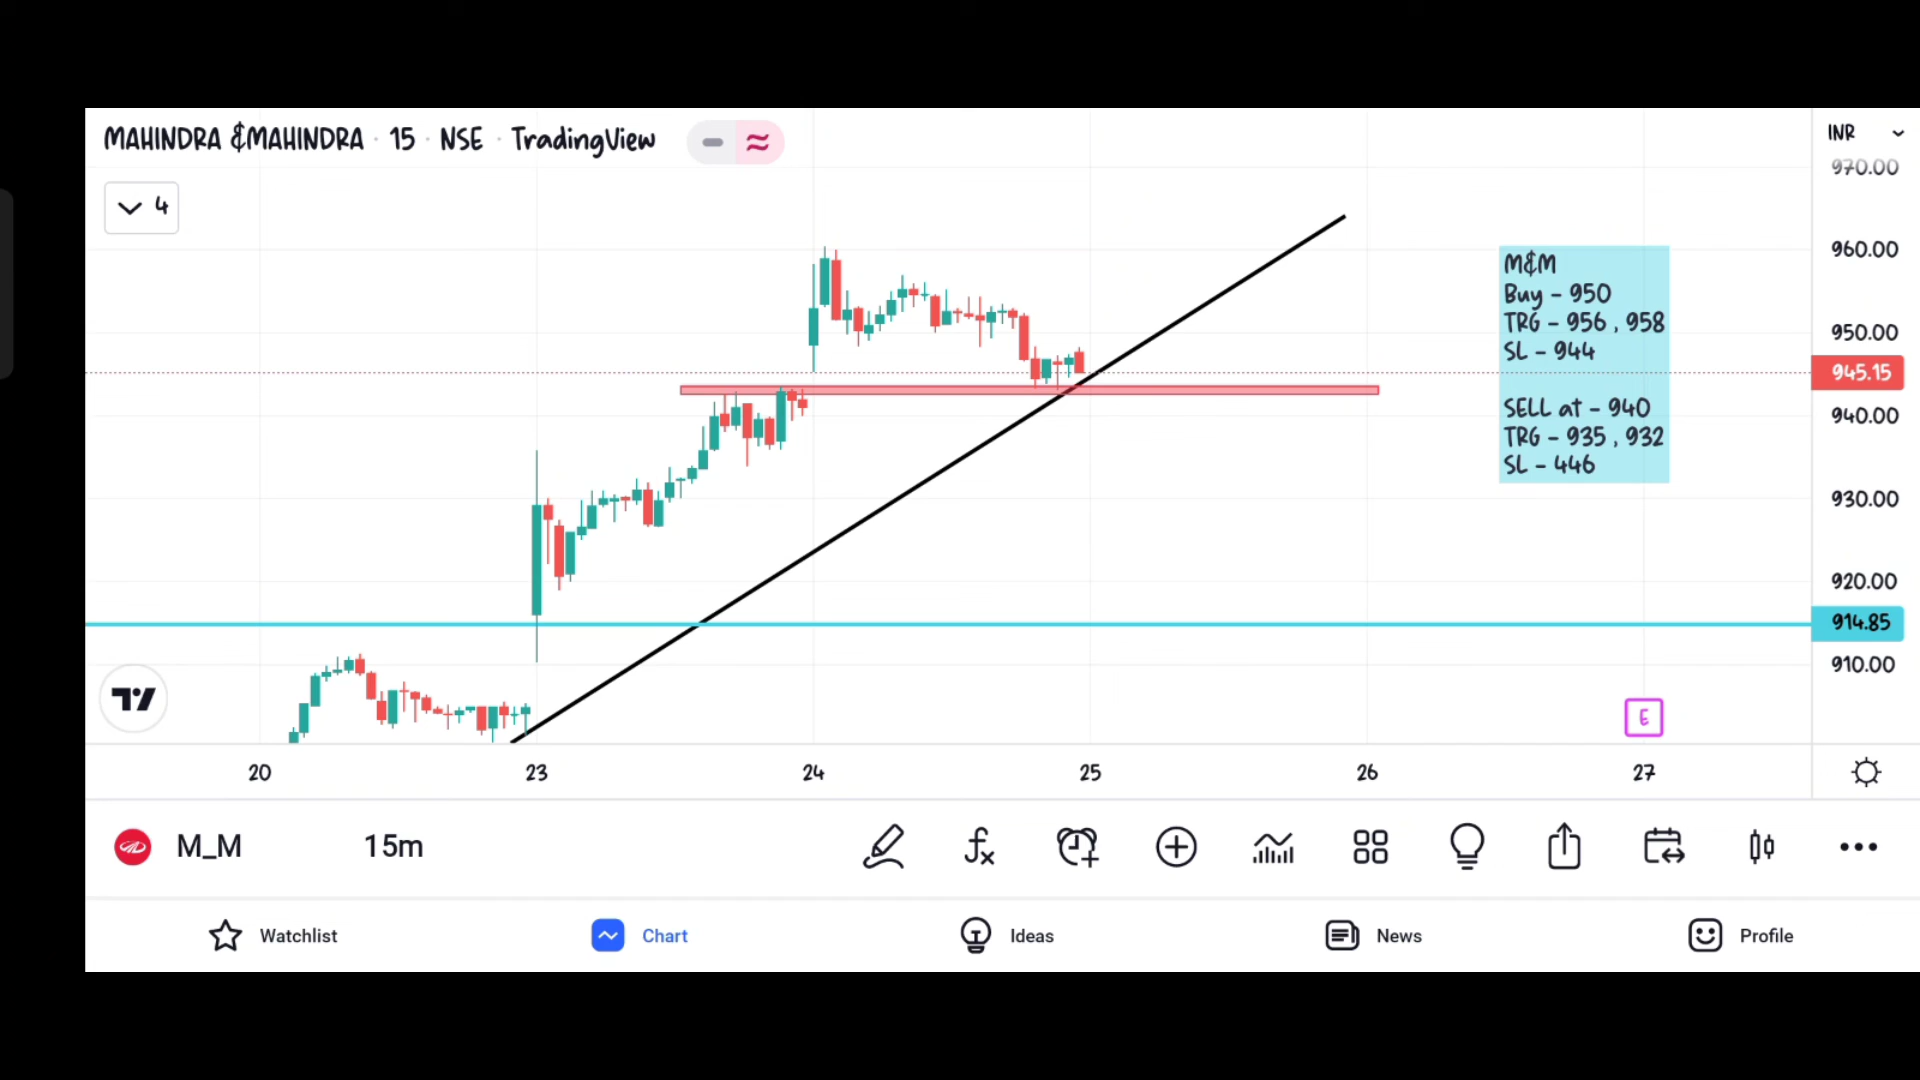 MAHINDRA &MAHINDRA · 15 · NSE · TradingView
INR
970.00
4
960.00
950.00
945.15
940.00
930.00
920.00
914.85
910.00
M&M
Buy - 950
TRG - 956 , 958
SL - 944
SELL at - 940
TRG - 935 , 932
SL - 446
E
20 23 24 25 26 27
M_M 15m
Watchlist Chart Ideas News Profile